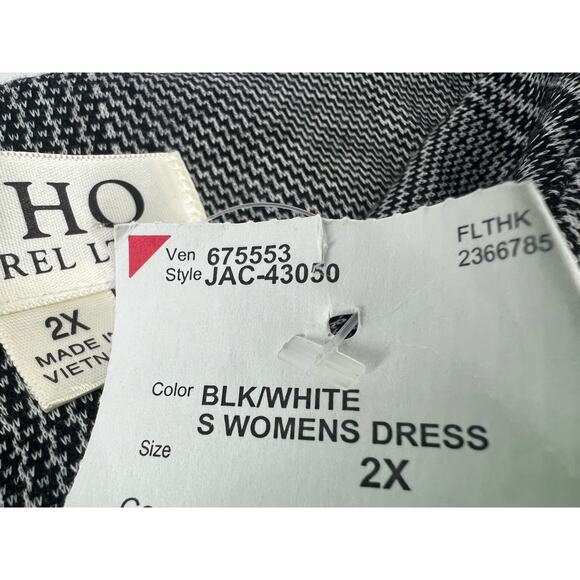 HO
REL LT
2X
MADE IN
VIETN
Ven 675553
Style JAC-43050
FLTHK
2366785
Color BLK/WHITE
S WOMENS DRESS
Size 2X